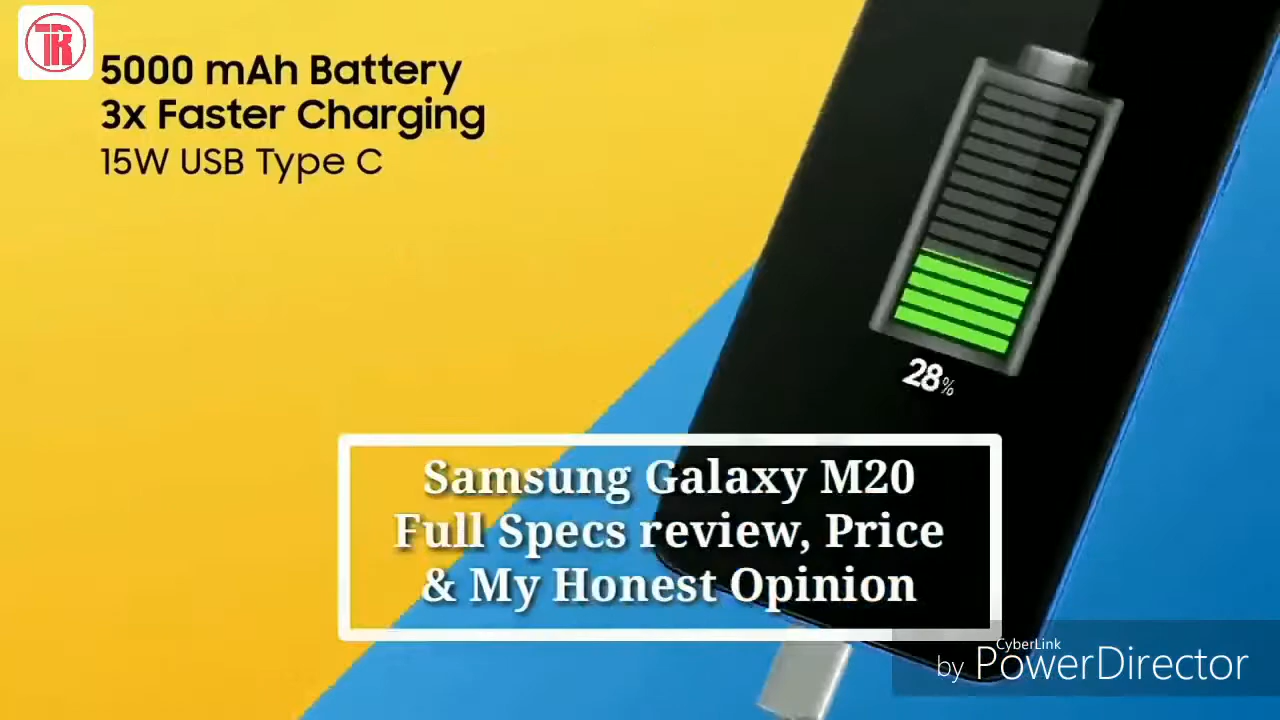 TR
5000 mAh Battery
3x Faster Charging
15W USB Type C
28%
Samsung Galaxy M20
Full Specs review, Price
& My Honest Opinion
CyberLink
by PowerDirector